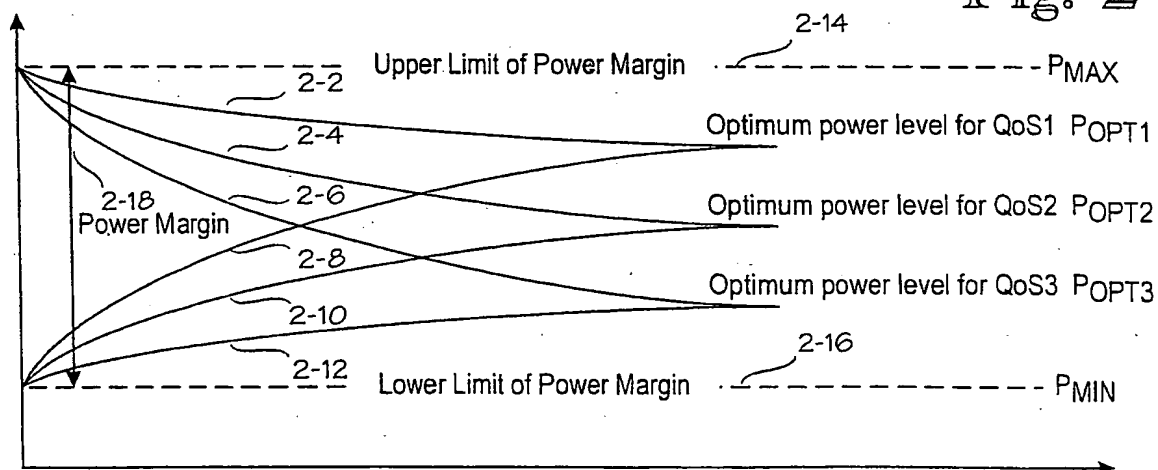 Fig. 2
2-14
Upper Limit of Power Margin
PMAX
2-2
Optimum power level for QoS1 POPT1
2-4
2-6
2-18
Power Margin
Optimum power level for QoS2 POPT2
2-8
Optimum power level for QoS3 POPT3
2-10
2-16
2-12
Lower Limit of Power Margin
PMIN